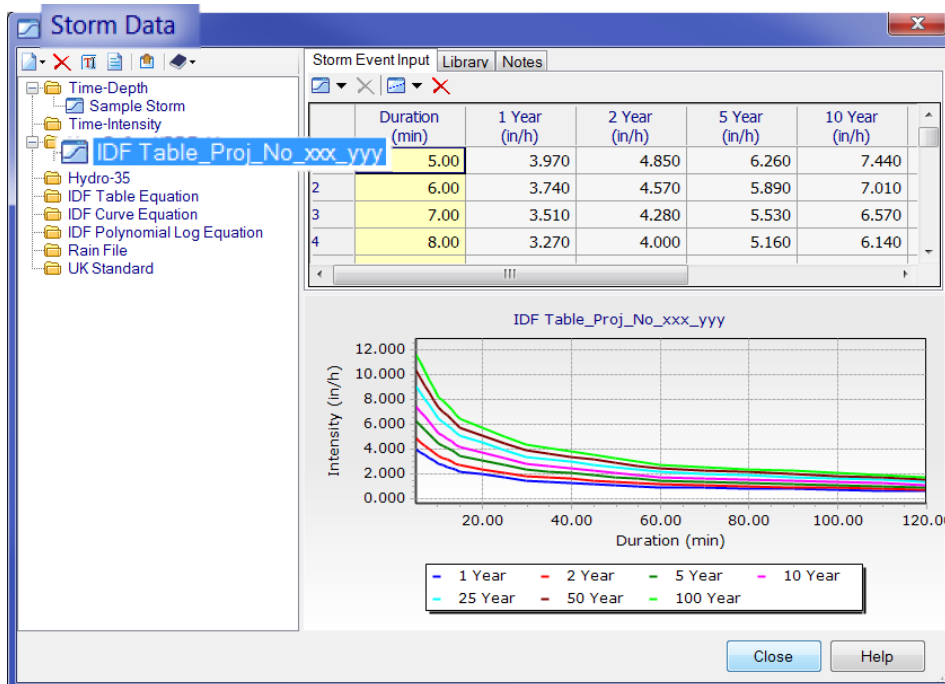 Storm Data
Time-Depth
Sample Storm
Time-Intensity
IDF Table_Proj_No_xxx_yyy
Hydro-35
IDF Table Equation
IDF Curve Equation
IDF Polynomial Log Equation
Rain File
UK Standard
Storm Event Input Library Notes
Duration (min) 1 Year (in/h) 2 Year (in/h) 5 Year (in/h) 10 Year (in/h)
5.00 3.970 4.850 6.260 7.440
2 6.00 3.740 4.570 5.890 7.010
3 7.00 3.510 4.280 5.530 6.570
4 8.00 3.270 4.000 5.160 6.140
IDF Table_Proj_No_xxx_yyy
Intensity (in/h)
12.000
10.000
8.000
6.000
4.000
2.000
0.000
20.00 40.00 60.00 80.00 100.00 120.0
Duration (min)
1 Year 2 Year 5 Year 10 Year
25 Year 50 Year 100 Year
Close Help